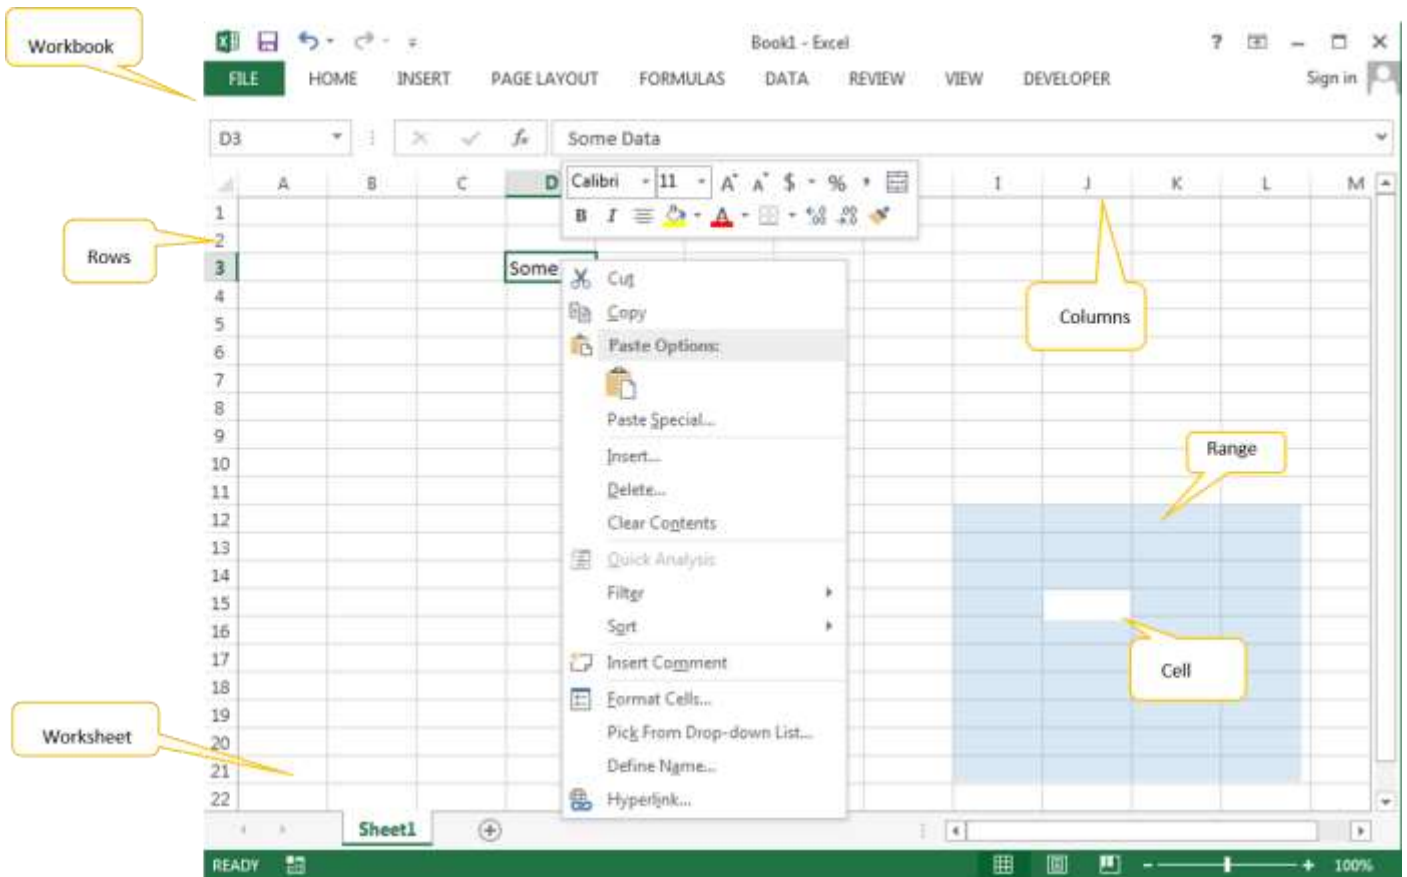 Workbook
Book1 - Excel
?
FILE HOME INSERT PAGE LAYOUT FORMULAS DATA REVIEW VIEW DEVELOPER Sign in
D3 fx Some Data
Calibri 11 A A $ % ,
B I A .00
A B C D I J K L M
1
2
Rows
3 Some
4
5
6
7
8
9
10
11
12
13
14
15
16
17
18
19
20
21
22
Cut
Copy
Paste Options:
Paste Special...
Insert...
Delete...
Clear Contents
Quick Analysis
Filter
Sort
Insert Comment
Format Cells...
Pick From Drop-down List...
Define Name...
Hyperlink...
Columns
Range
Cell
Worksheet
Sheet1
READY 100%